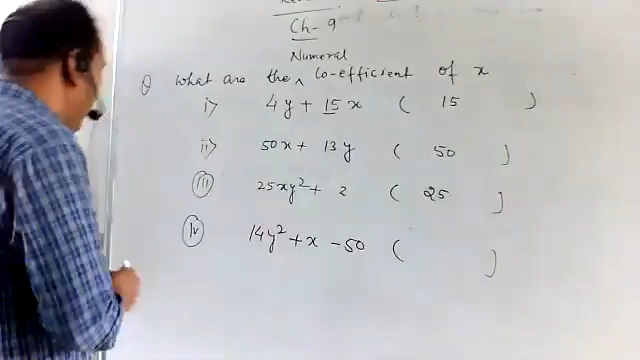 Ch-9
Numeral
Q What are the ^ Co-efficient of x
i> 4y + 15x ( 15 )
ii> 50x + 13y ( 50 )
iii 25xy² + 2 ( 25 )
iv 14y² + x - 50 ( )